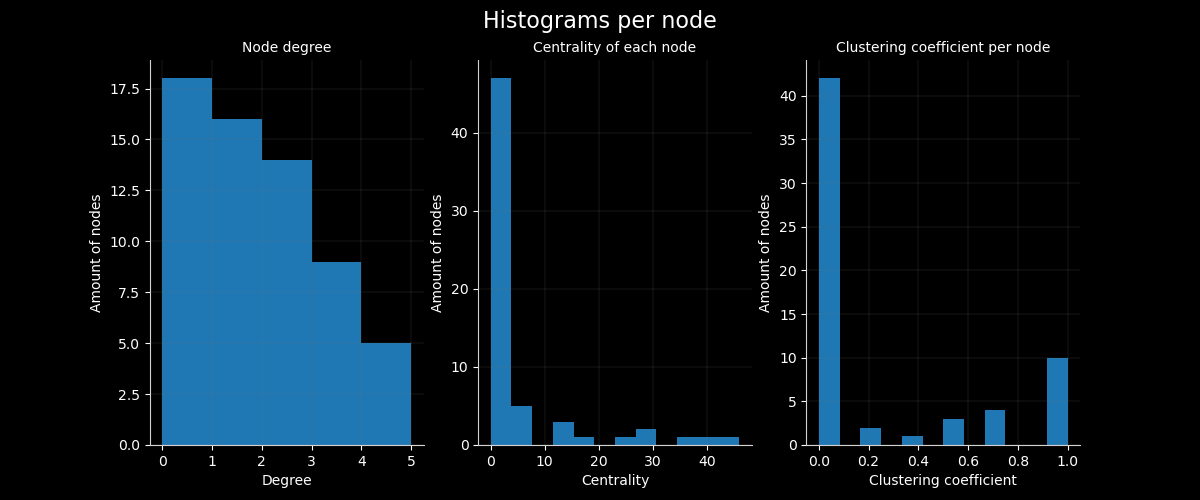 Histograms per node
Node degree
Amount of nodes
17.5
15.0
12.5
10.0
7.5
5.0
2.5
0.0
0 1 2 3 4 5
Degree
Centrality of each node
Amount of nodes
40
30
20
10
0
0 10 20 30 40
Centrality
Clustering coefficient per node
Amount of nodes
40
35
30
25
20
15
10
5
0
0.0 0.2 0.4 0.6 0.8 1.0
Clustering coefficient